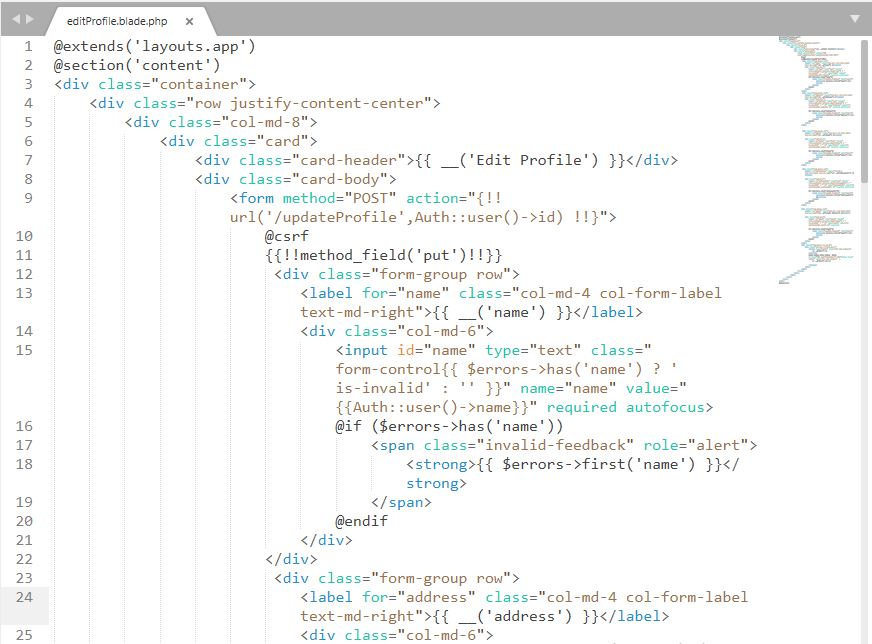 editProfile.blade.php ×
1 @extends('layouts.app')
2 @section('content')
3 <div class="container">
4 <div class="row justify-content-center">
5 <div class="col-md-8">
6 <div class="card">
7 <div class="card-header">{{ __('Edit Profile') }}</div>
8 <div class="card-body">
9 <form method="POST" action="{!!
url('/updateProfile',Auth::user()->id) !!}">
10 @csrf
11 {{!!method_field('put')!!}}
12 <div class="form-group row">
13 <label for="name" class="col-md-4 col-form-label
text-md-right">{{ __('name') }}</label>
14 <div class="col-md-6">
15 <input id="name" type="text" class="
form-control{{ $errors->has('name') ? '
is-invalid' : '' }}" name="name" value="
{{Auth::user()->name}}" required autofocus>
16 @if ($errors->has('name'))
17 <span class="invalid-feedback" role="alert">
18 <strong>{{ $errors->first('name') }}</
strong>
19 </span>
20 @endif
21 </div>
22 </div>
23 <div class="form-group row">
24 <label for="address" class="col-md-4 col-form-label
text-md-right">{{ __('address') }}</label>
25 <div class="col-md-6">